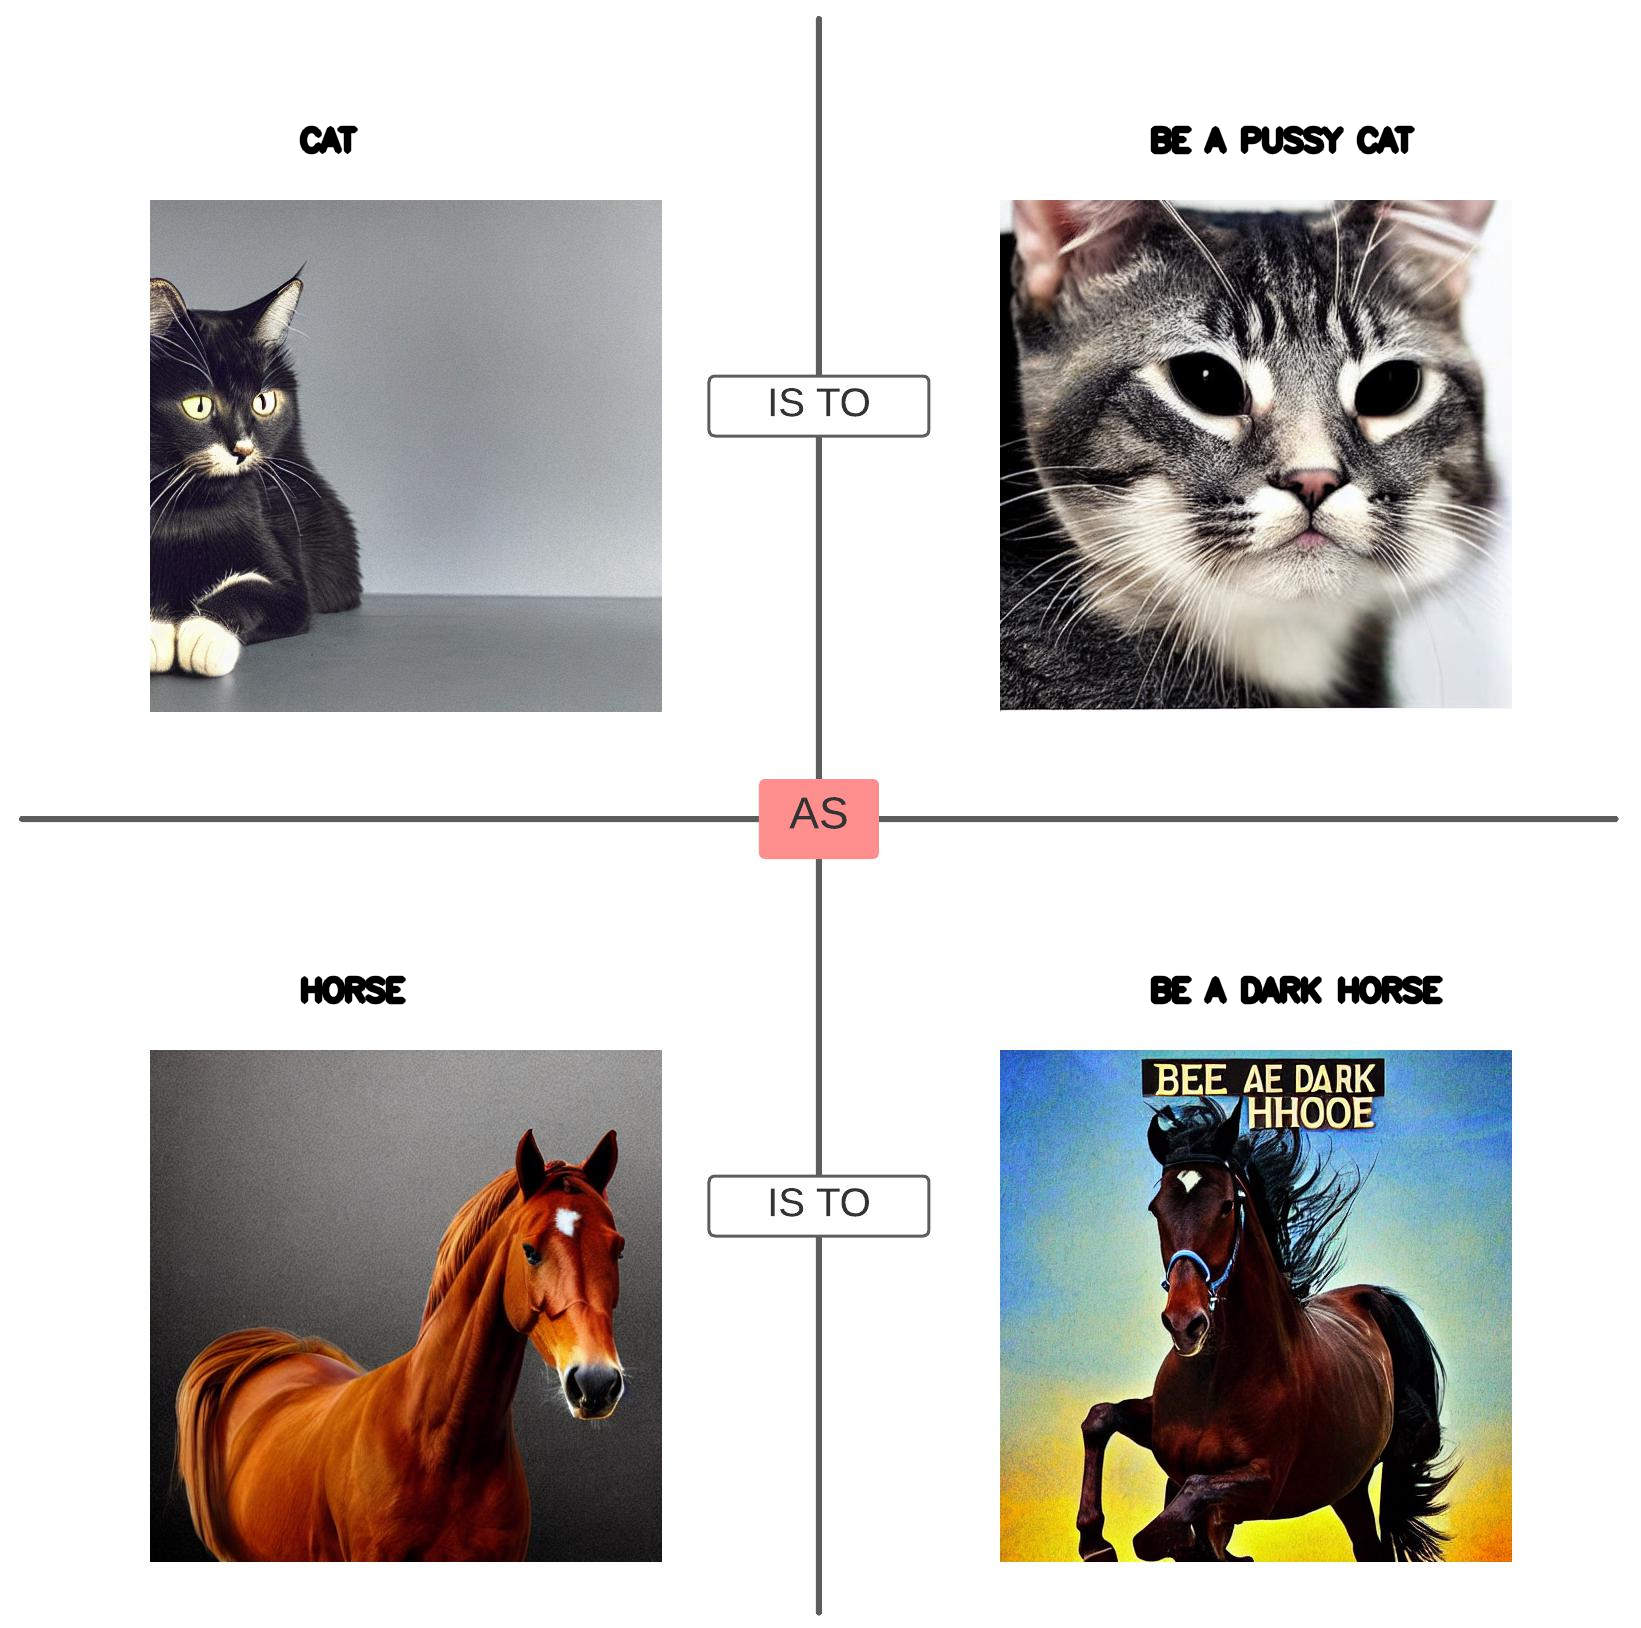 CAT
BE A PUSSY CAT
IS TO
AS
HORSE
BE A DARK HORSE
BEE AE DARK
HHOOE
IS TO